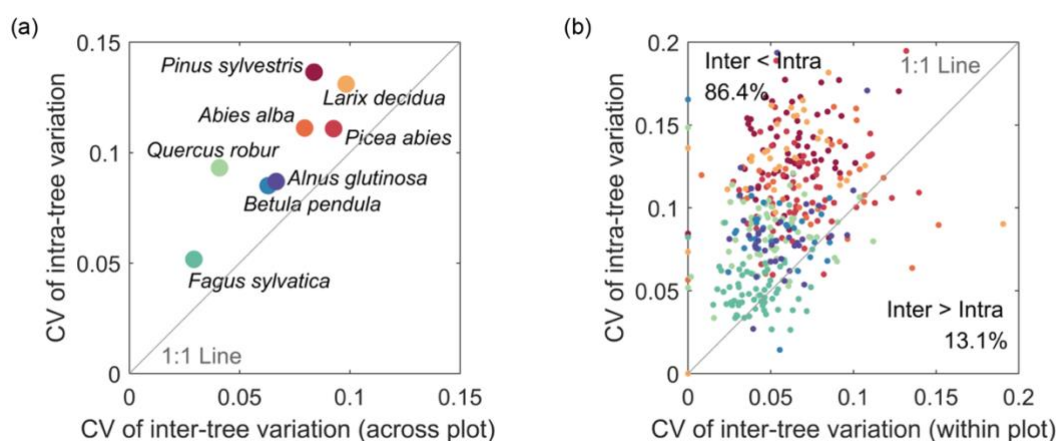 (a)
0.15
0.1
0.05
0
0
0.05
0.1
0.15
CV of intra-tree variation
CV of inter-tree variation (across plot)
Pinus sylvestris
Larix decidua
Abies alba
Picea abies
Quercus robur
Alnus glutinosa
Betula pendula
Fagus sylvatica
1:1 Line
(b)
0.2
0.15
0.1
0.05
0
0
0.05
0.1
0.15
0.2
CV of intra-tree variation
CV of inter-tree variation (within plot)
Inter < Intra
86.4%
1:1 Line
Inter > Intra
13.1%